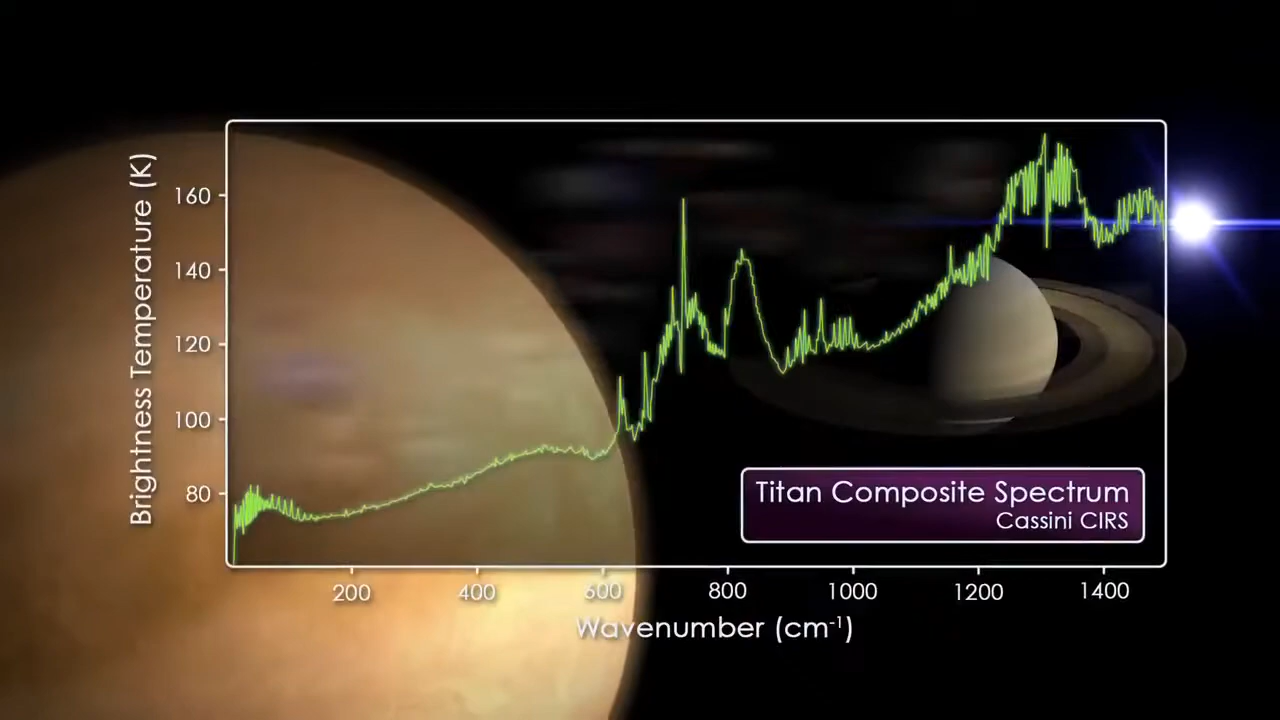 Brightness Temperature (K)
160
140
120
100
80
Titan Composite Spectrum
Cassini CIRS
200 400 600 800 1000 1200 1400
Wavenumber (cm⁻¹)